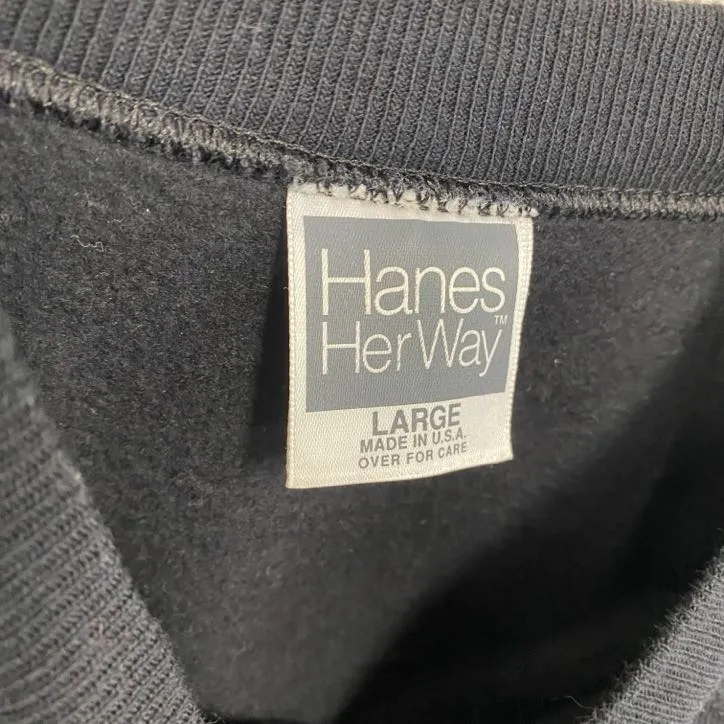 Hanes
Her Way™
LARGE
MADE IN U.S.A.
OVER FOR CARE